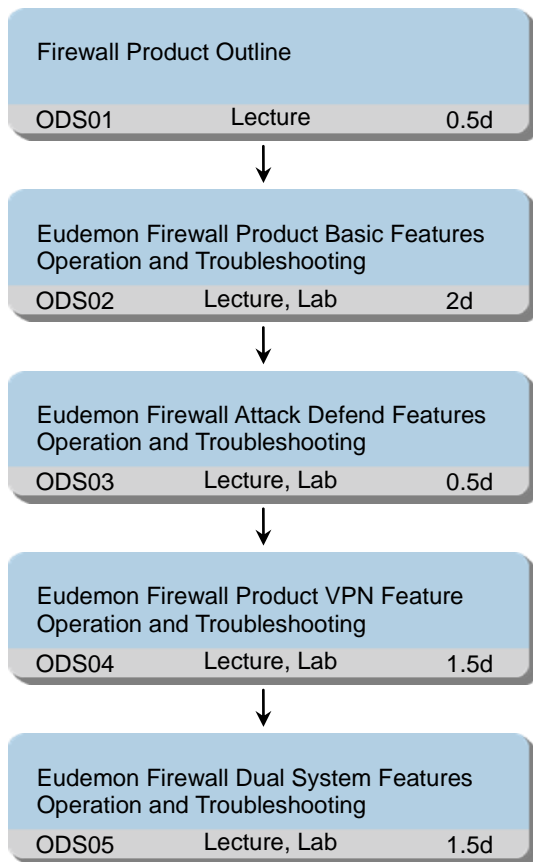 Firewall Product Outline
ODS01 Lecture 0.5d
Eudemon Firewall Product Basic Features
Operation and Troubleshooting
ODS02 Lecture, Lab 2d
Eudemon Firewall Attack Defend Features
Operation and Troubleshooting
ODS03 Lecture, Lab 0.5d
Eudemon Firewall Product VPN Feature
Operation and Troubleshooting
ODS04 Lecture, Lab 1.5d
Eudemon Firewall Dual System Features
Operation and Troubleshooting
ODS05 Lecture, Lab 1.5d